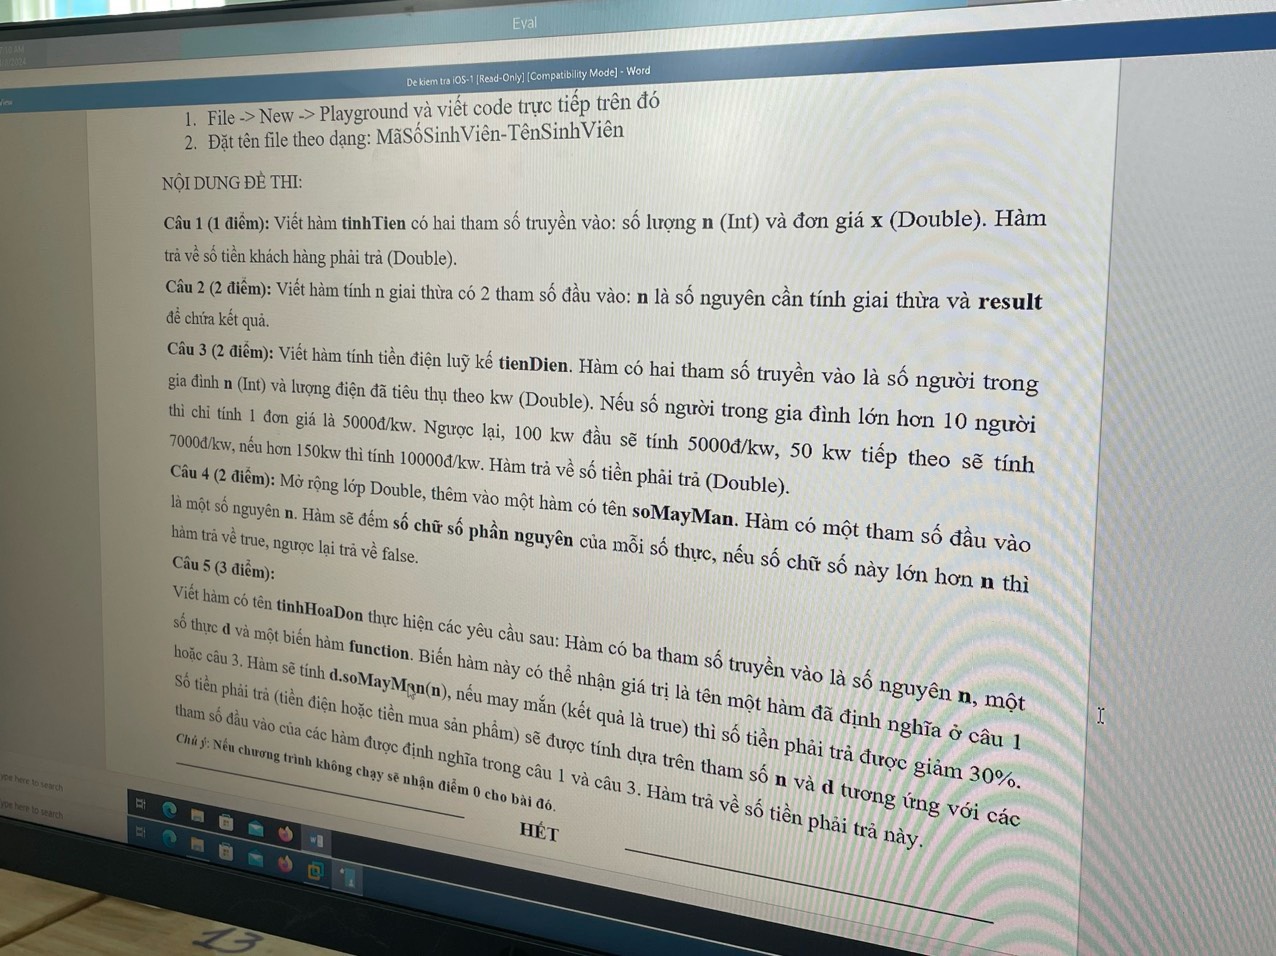 Eval
De kiem tra iOS-1 [Read-Only] [Compatibility Mode] - Word
View
1. File -> New -> Playground và viết code trực tiếp trên đó
2. Đặt tên file theo dạng: MãSốSinhViên-TênSinhViên
NỘI DUNG ĐỀ THI:
Câu 1 (1 điểm): Viết hàm tinhTien có hai tham số truyền vào: số lượng n (Int) và đơn giá x (Double). Hàm
trả về số tiền khách hàng phải trả (Double).
Câu 2 (2 điểm): Viết hàm tính n giai thừa có 2 tham số đầu vào: n là số nguyên cần tính giai thừa và result
để chứa kết quả.
Câu 3 (2 điểm): Viết hàm tính tiền điện luỹ kế tienDien. Hàm có hai tham số truyền vào là số người trong
gia đình n (Int) và lượng điện đã tiêu thụ theo kw (Double). Nếu số người trong gia đình lớn hơn 10 người
thì chỉ tính 1 đơn giá là 5000đ/kw. Ngược lại, 100 kw đầu sẽ tính 5000đ/kw, 50 kw tiếp theo sẽ tính
7000đ/kw, nếu hơn 150kw thì tính 10000đ/kw. Hàm trả về số tiền phải trả (Double).
Câu 4 (2 điểm): Mở rộng lớp Double, thêm vào một hàm có tên soMayMan. Hàm có một tham số đầu vào
là một số nguyên n. Hàm sẽ đếm số chữ số phần nguyên của mỗi số thực, nếu số chữ số này lớn hơn n thì
hàm trả về true, ngược lại trả về false.
Câu 5 (3 điểm):
Viết hàm có tên tinhHoaDon thực hiện các yêu cầu sau: Hàm có ba tham số truyền vào là số nguyên n, một
số thực d và một biến hàm function. Biến hàm này có thể nhận giá trị là tên một hàm đã định nghĩa ở câu 1
hoặc câu 3. Hàm sẽ tính d.soMayMan(n), nếu may mắn (kết quả là true) thì số tiền phải trả được giảm 30%.
Số tiền phải trả (tiền điện hoặc tiền mua sản phẩm) sẽ được tính dựa trên tham số n và d tương ứng với các
tham số đầu vào của các hàm được định nghĩa trong câu 1 và câu 3. Hàm trả về số tiền phải trả này.
Chú ý: Nếu chương trình không chạy sẽ nhận điểm 0 cho bài đó.
HẾT
ype here to search
ype here to search
13